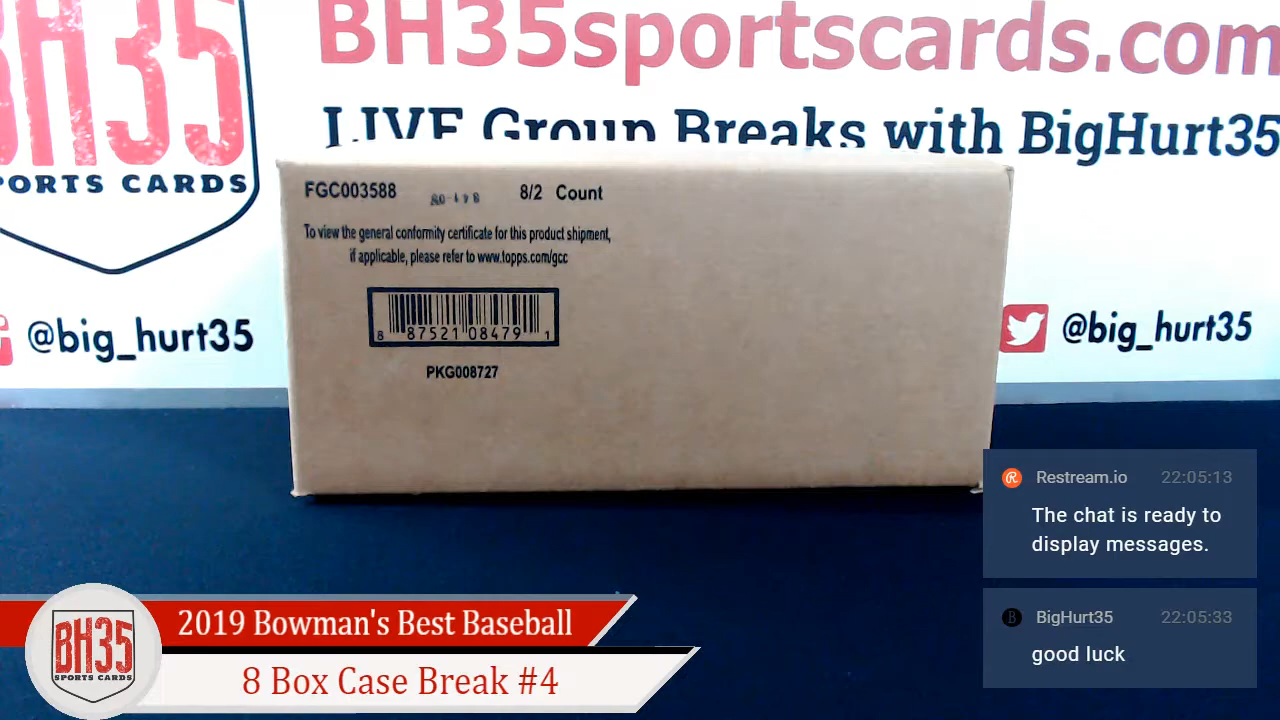 BH35
PORTS CARDS
BH35sportscards.com
LIVE Group Breaks with BigHurt35
@big_hurt35
@big_hurt35
FGC003588
8/2 Count
To view the general conformity certificate for this product shipment,
if applicable, please refer to www.topps.com/gcc
8 87521 08479 1
PKG008727
Restream.io 22:05:13
The chat is ready to
display messages.
B BigHurt35 22:05:33
good luck
BH35
SPORTS CARDS
2019 Bowman's Best Baseball
8 Box Case Break #4